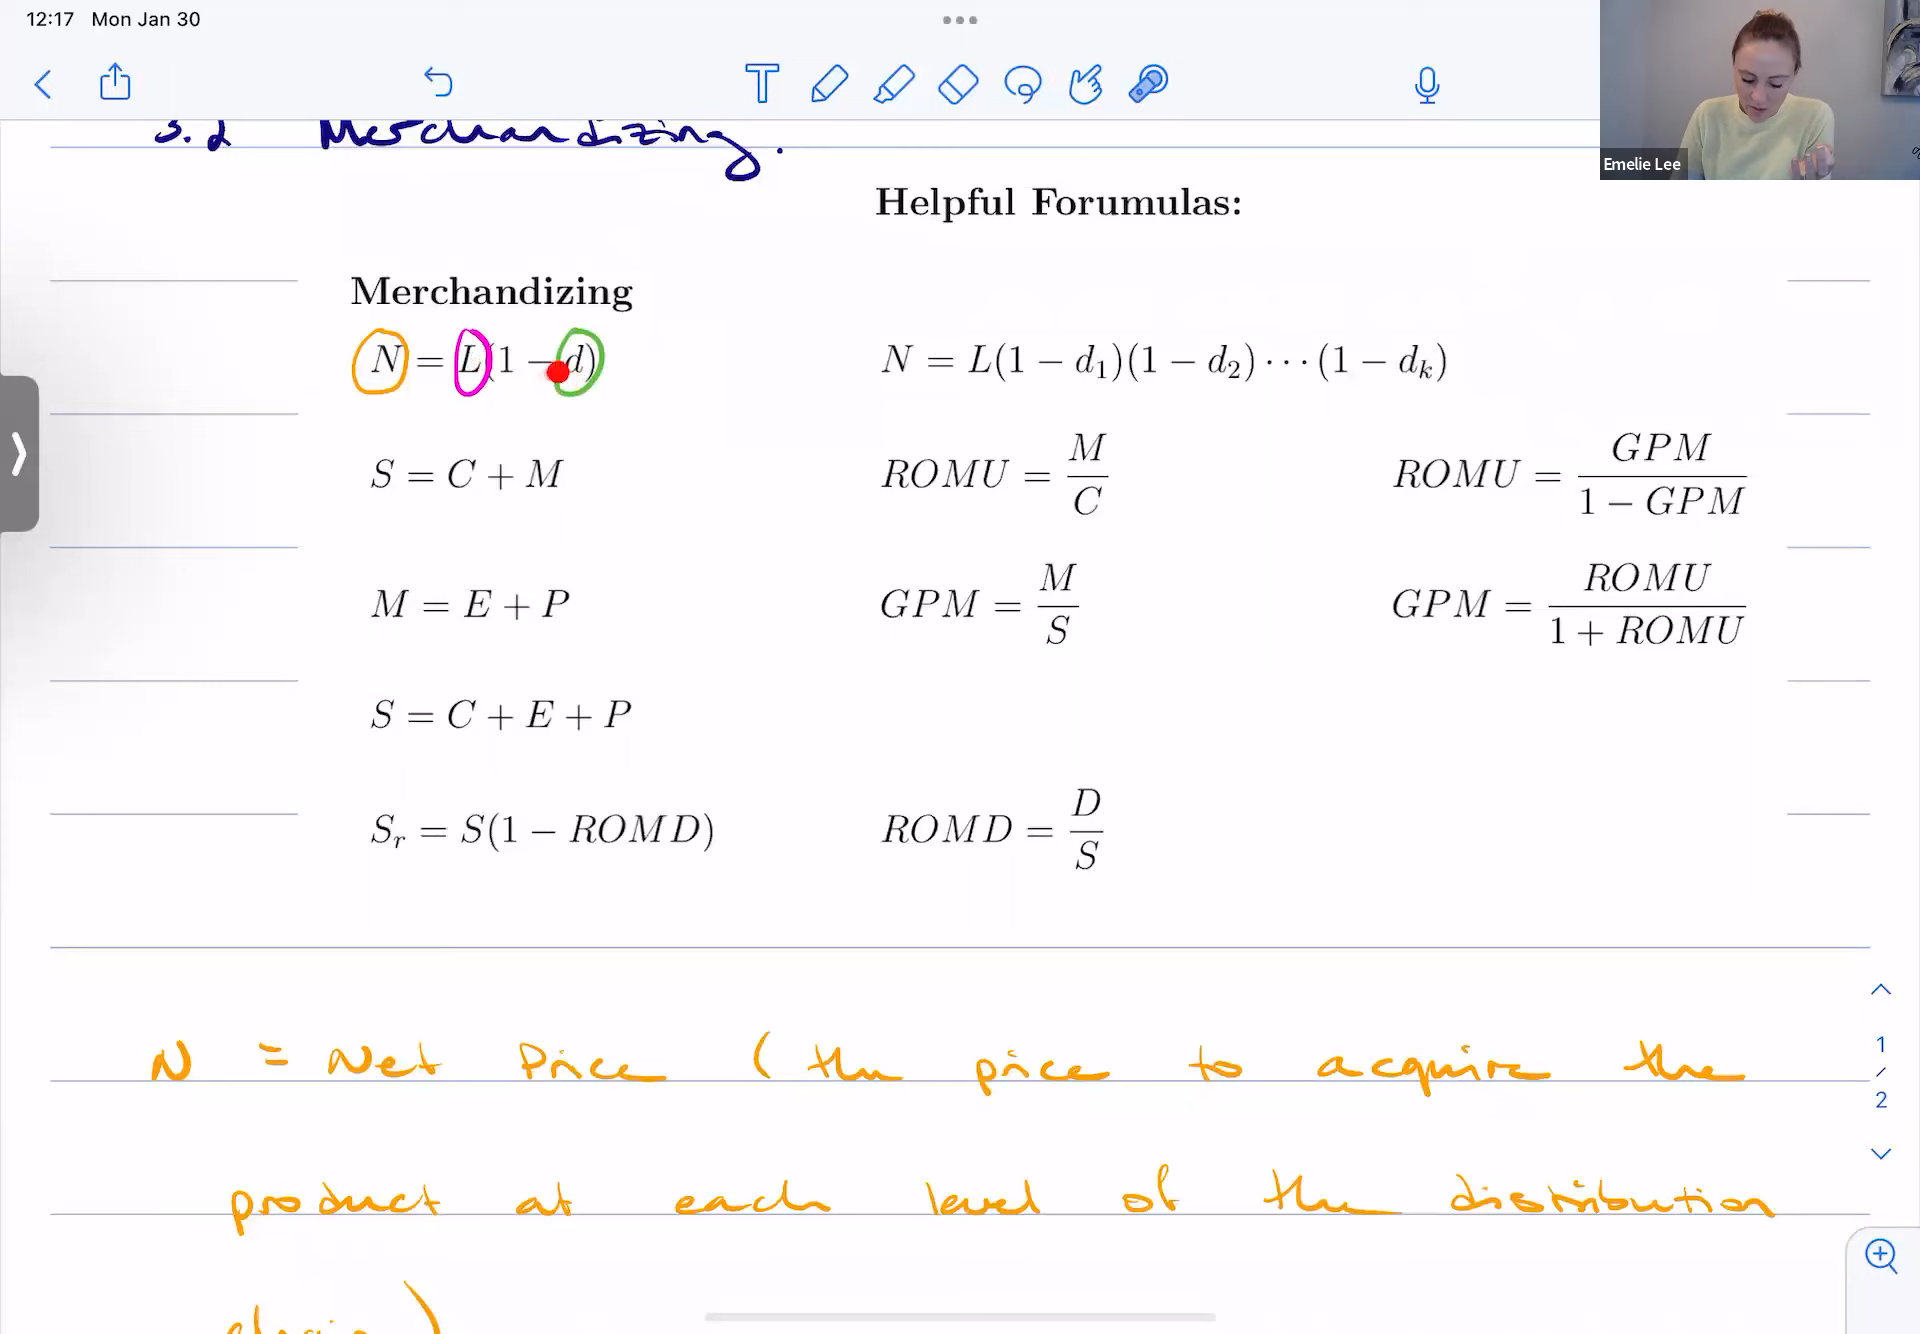 12:17 Mon Jan 30
Emelie Lee
3.2 Merchandizing.
Helpful Forumulas:
Merchandizing
N = L(1 − d)
N = L(1 − d₁)(1 − d₂) ⋯ (1 − dₖ)
S = C + M
ROMU = M/C
ROMU = GPM/(1 − GPM)
M = E + P
GPM = M/S
GPM = ROMU/(1 + ROMU)
S = C + E + P
Sᵣ = S(1 − ROMD)
ROMD = D/S
N = Net Price (the price to acquire the
product at each level of the distribution
chain)
1
/
2